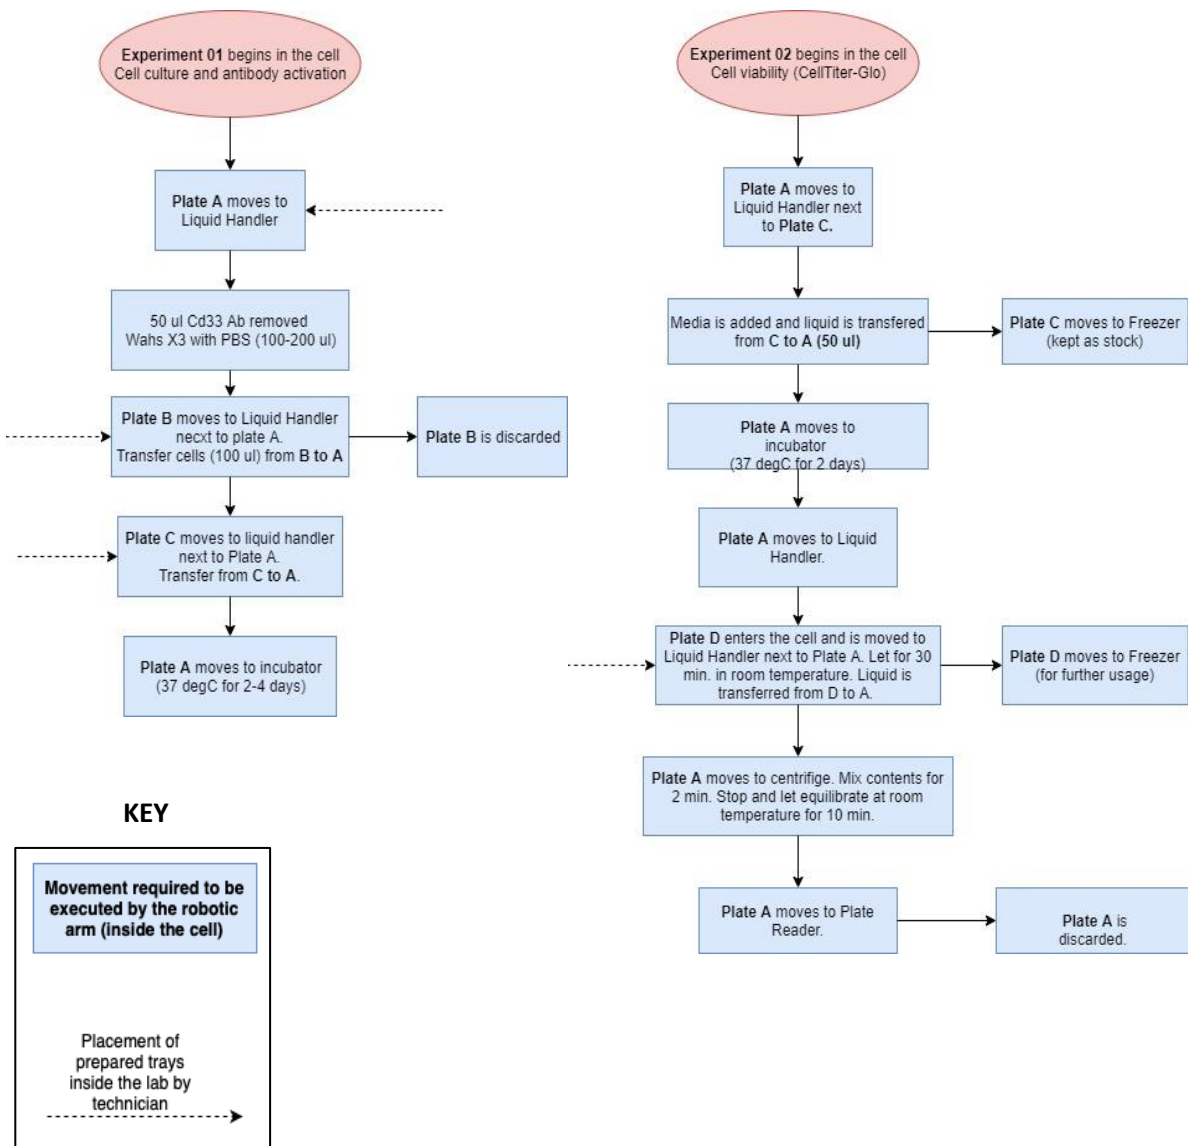 Experiment 01 begins in the cell
Cell culture and antibody activation
Plate A moves to
Liquid Handler
50 ul Cd33 Ab removed
Wahs X3 with PBS (100-200 ul)
Plate B moves to Liquid Handler
necxt to plate A.
Transfer cells (100 ul) from B to A
Plate B is discarded
Plate C moves to liquid handler
next to Plate A.
Transfer from C to A.
Plate A moves to incubator
(37 degC for 2-4 days)
KEY
Movement required to be
executed by the robotic
arm (inside the cell)
Placement of
prepared trays
inside the lab by
technician
Experiment 02 begins in the cell
Cell viability (CellTiter-Glo)
Plate A moves to
Liquid Handler next
to Plate C.
Media is added and liquid is transfered
from C to A (50 ul)
Plate C moves to Freezer
(kept as stock)
Plate A moves to
incubator
(37 degC for 2 days)
Plate A moves to Liquid
Handler.
Plate D enters the cell and is moved to
Liquid Handler next to Plate A. Let for 30
min. in room temperature. Liquid is
transferred from D to A.
Plate D moves to Freezer
(for further usage)
Plate A moves to centrifige. Mix contents for
2 min. Stop and let equilibrate at room
temperature for 10 min.
Plate A moves to Plate
Reader.
Plate A is
discarded.